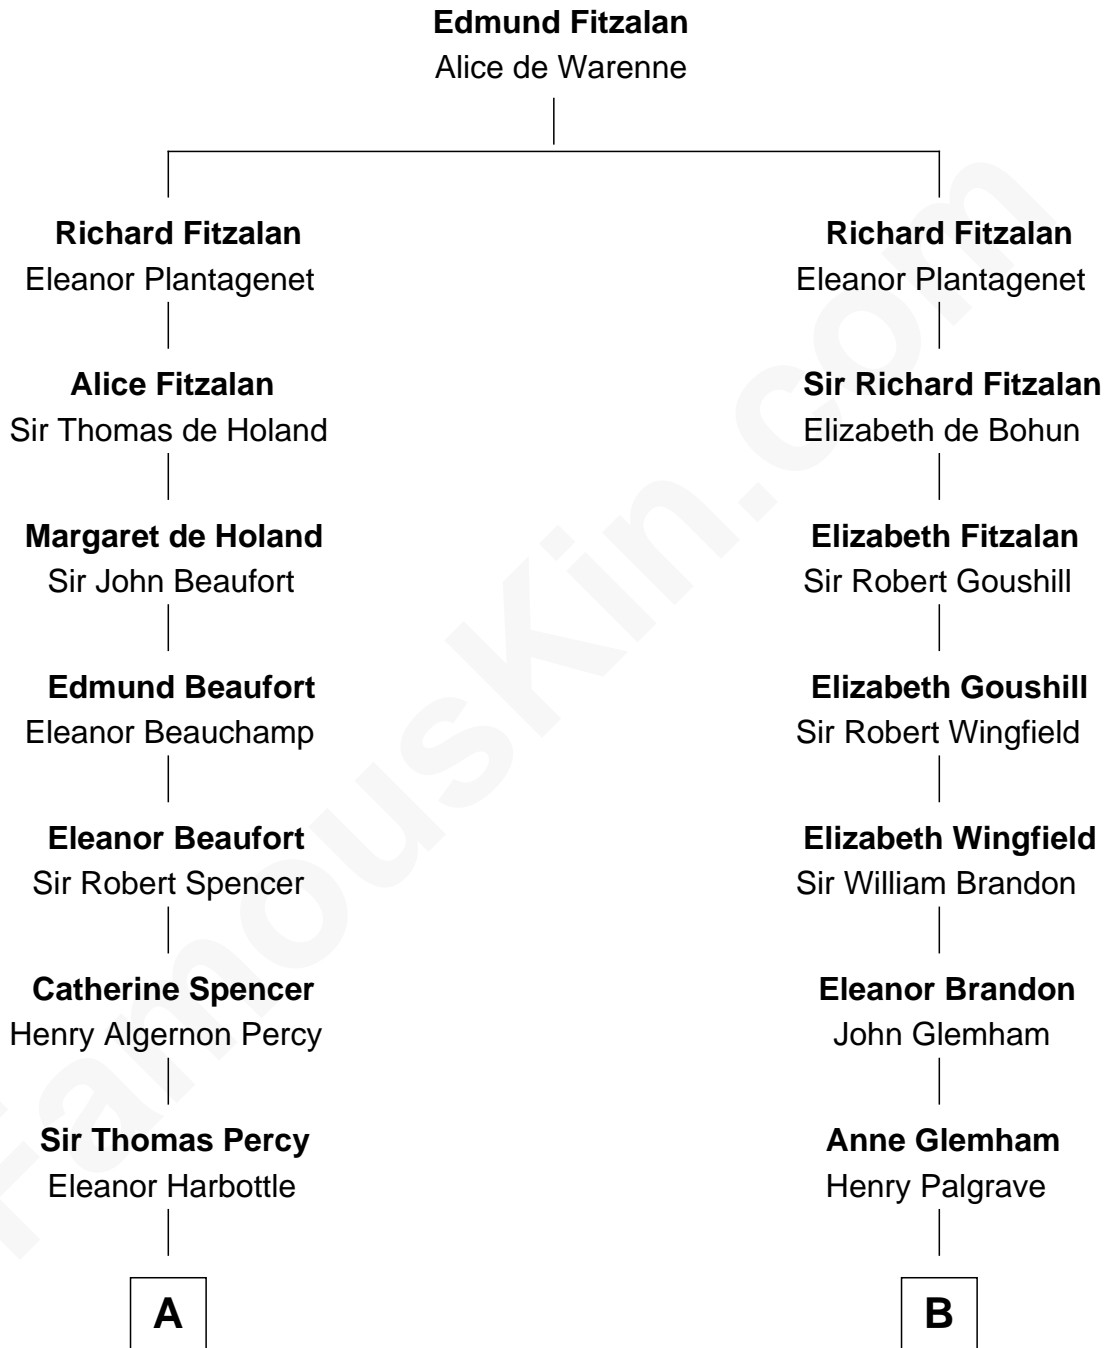 Edmund Fitzalan
Alice de Warenne
Richard Fitzalan
Eleanor Plantagenet
Alice Fitzalan
Sir Thomas de Holand
Margaret de Holand
Sir John Beaufort
Edmund Beaufort
Eleanor Beauchamp
Eleanor Beaufort
Sir Robert Spencer
Catherine Spencer
Henry Algernon Percy
Sir Thomas Percy
Eleanor Harbottle
A
Richard Fitzalan
Eleanor Plantagenet
Sir Richard Fitzalan
Elizabeth de Bohun
Elizabeth Fitzalan
Sir Robert Goushill
Elizabeth Goushill
Sir Robert Wingfield
Elizabeth Wingfield
Sir William Brandon
Eleanor Brandon
John Glemham
Anne Glemham
Henry Palgrave
B
FamousKin.com